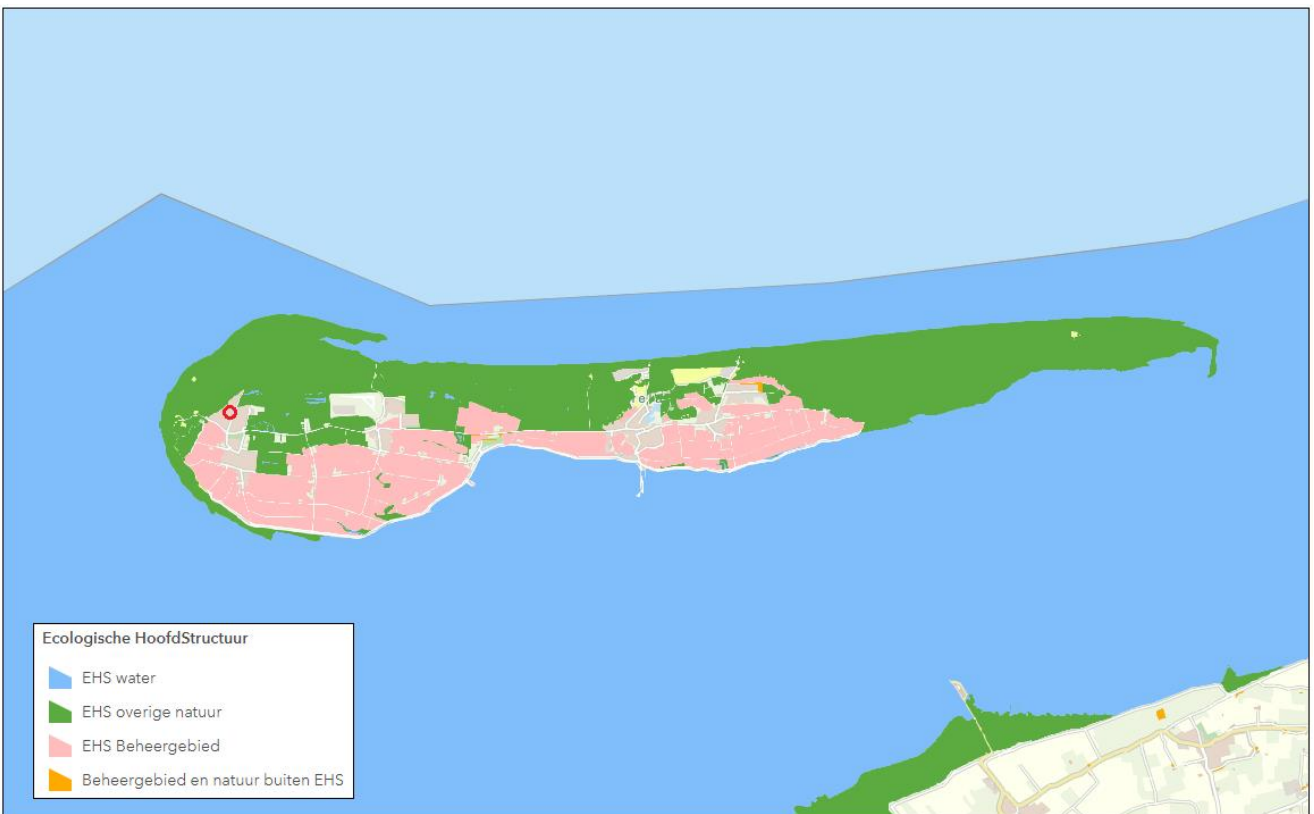 Ecologische HoofdStructuur
EHS water
EHS overige natuur
EHS Beheergebied
Beheergebied en natuur buiten EHS